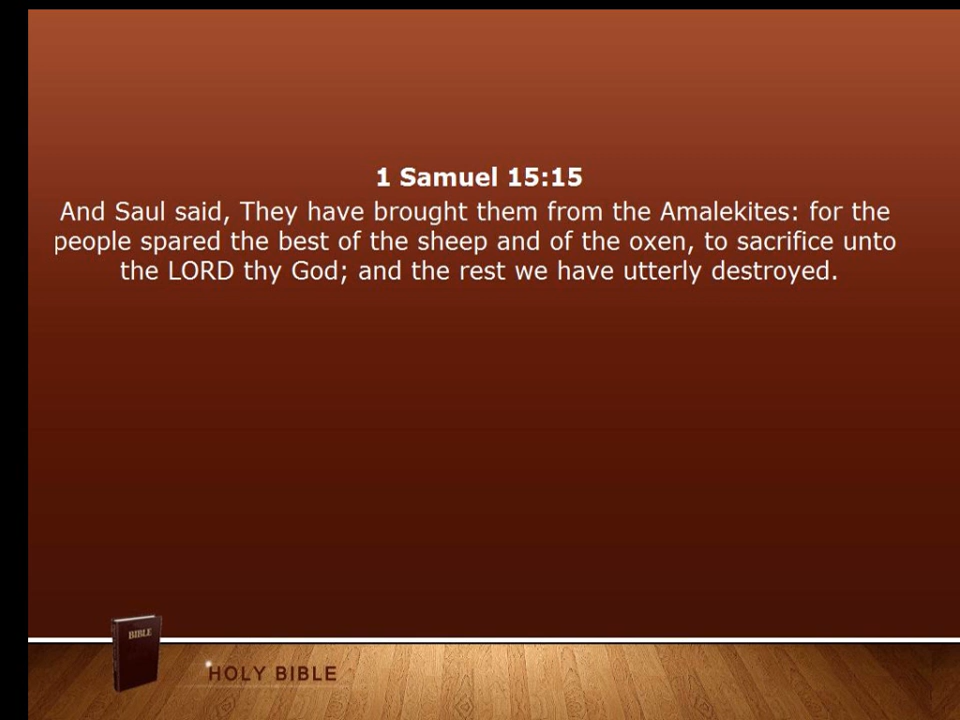 1 Samuel 15:15
And Saul said, They have brought them from the Amalekites: for the
people spared the best of the sheep and of the oxen, to sacrifice unto
the LORD thy God; and the rest we have utterly destroyed.
BIBLE
HOLY BIBLE